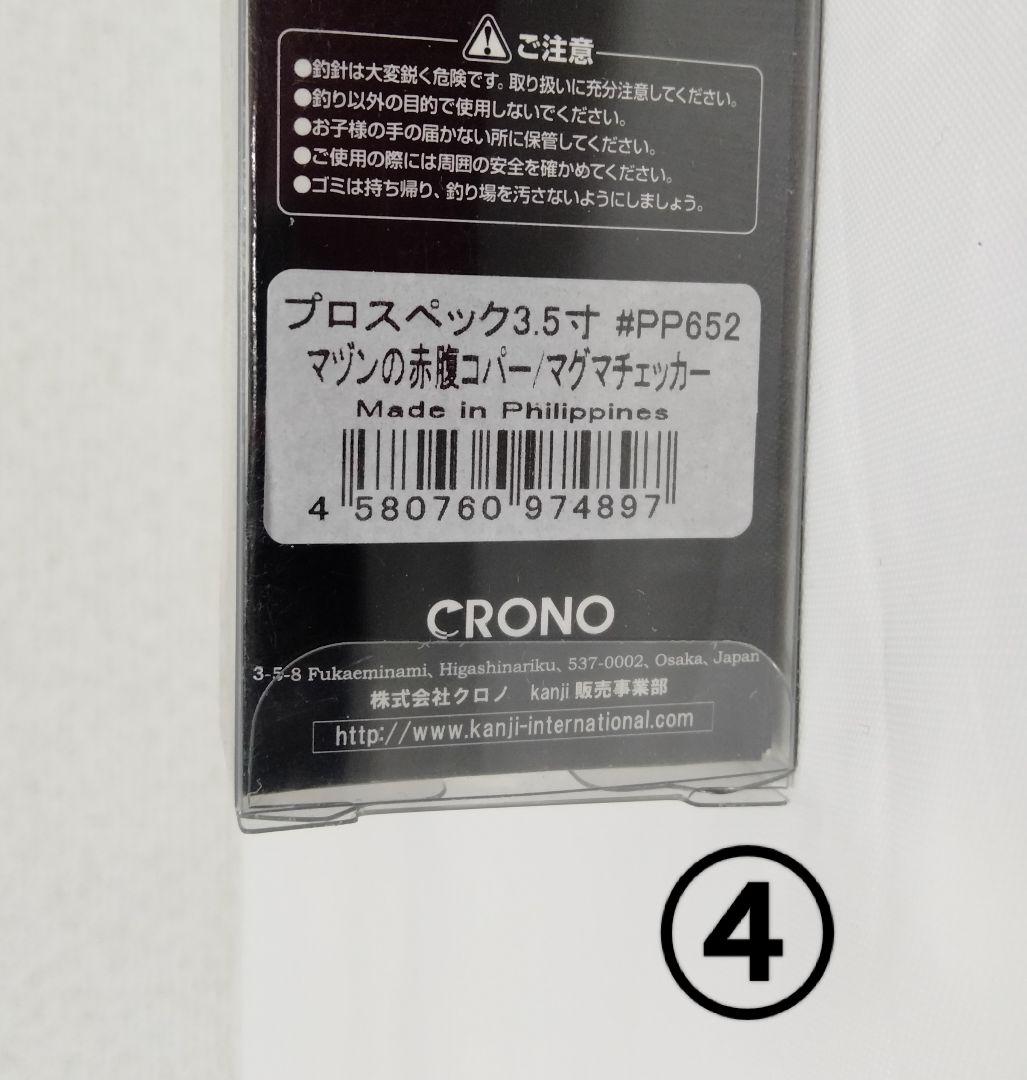 ご注意
●釣針は大変鋭く危険です。取り扱いに充分注意してください。
●釣り以外の目的で使用しないでください。
●お子様の手の届かない所に保管してください。
●ご使用の際には周囲の安全を確かめてください。
●ゴミは持ち帰り、釣り場を汚さないようにしましょう。
プロスペック3.5寸 #PP652
マヅンの赤腹コパー/マグマチェッカー
Made in Philippines
4 580760 974897
CRONO
3-5-8 Fukaeminami、Higashinariku、537-0002、Osaka、Japan
株式会社クロノ kanji 販売事業部
http://www.kanji-international.com
④